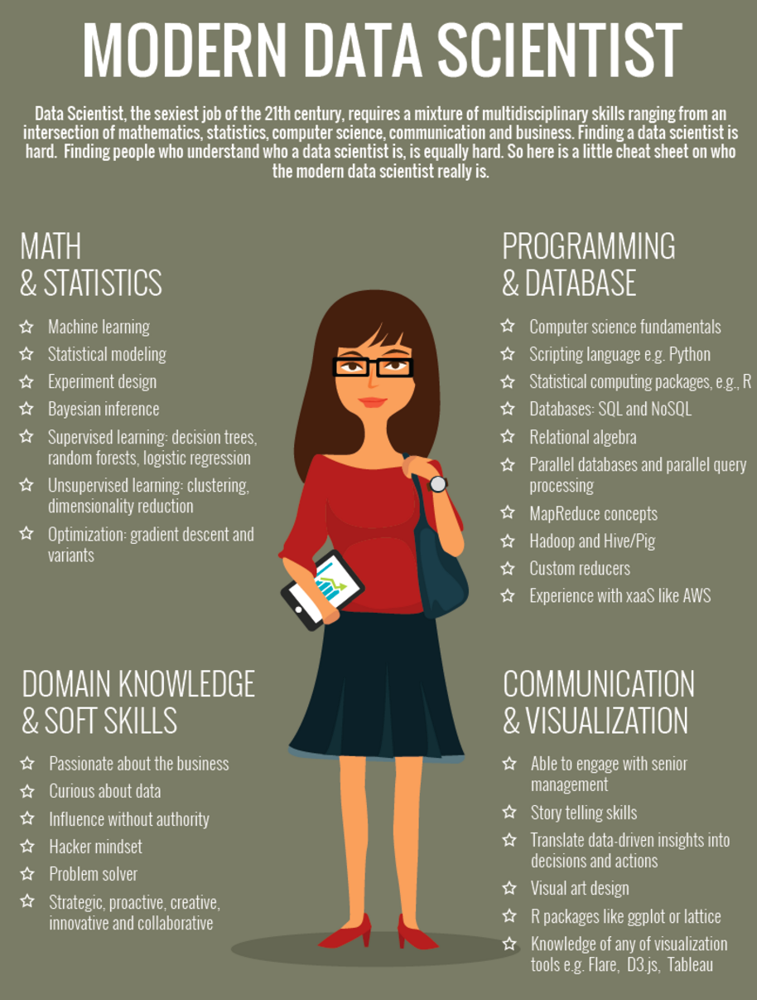 MODERN DATA SCIENTIST
Data Scientist, the sexiest job of the 21th century, requires a mixture of multidisciplinary skills ranging from an
intersection of mathematics, statistics, computer science, communication and business. Finding a data scientist is
hard. Finding people who understand who a data scientist is, is equally hard. So here is a little cheat sheet on who
the modern data scientist really is.
MATH
& STATISTICS
Machine learning
Statistical modeling
Experiment design
Bayesian inference
Supervised learning: decision trees,
random forests, logistic regression
Unsupervised learning: clustering,
dimensionality reduction
Optimization: gradient descent and
variants
PROGRAMMING
& DATABASE
Computer science fundamentals
Scripting language e.g. Python
Statistical computing packages, e.g., R
Databases: SQL and NoSQL
Relational algebra
Parallel databases and parallel query
processing
MapReduce concepts
Hadoop and Hive/Pig
Custom reducers
Experience with xaaS like AWS
DOMAIN KNOWLEDGE
& SOFT SKILLS
Passionate about the business
Curious about data
Influence without authority
Hacker mindset
Problem solver
Strategic, proactive, creative,
innovative and collaborative
COMMUNICATION
& VISUALIZATION
Able to engage with senior
management
Story telling skills
Translate data-driven insights into
decisions and actions
Visual art design
R packages like ggplot or lattice
Knowledge of any of visualization
tools e.g. Flare, D3.js, Tableau